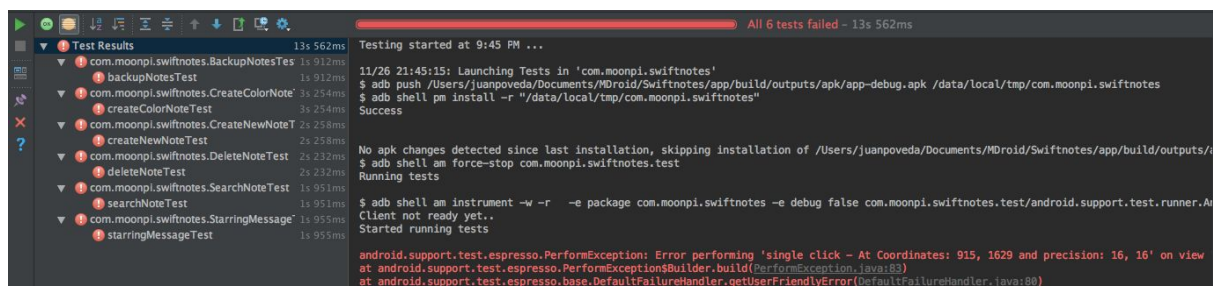 All 6 tests failed – 13s 562ms
Test Results 13s 562ms
com.moonpi.swiftnotes.BackupNotesTes 1s 912ms
backupNotesTest 1s 912ms
com.moonpi.swiftnotes.CreateColorNote 3s 254ms
createColorNoteTest 3s 254ms
com.moonpi.swiftnotes.CreateNewNoteT 2s 258ms
createNewNoteTest 2s 258ms
com.moonpi.swiftnotes.DeleteNoteTest 2s 232ms
deleteNoteTest 2s 232ms
com.moonpi.swiftnotes.SearchNoteTest 1s 951ms
searchNoteTest 1s 951ms
com.moonpi.swiftnotes.StarringMessage 1s 955ms
starringMessageTest 1s 955ms
Testing started at 9:45 PM ...
11/26 21:45:15: Launching Tests in 'com.moonpi.swiftnotes'
$ adb push /Users/juanpoveda/Documents/MDroid/Swiftnotes/app/build/outputs/apk/app-debug.apk /data/local/tmp/com.moonpi.swiftnotes
$ adb shell pm install -r "/data/local/tmp/com.moonpi.swiftnotes"
Success
No apk changes detected since last installation, skipping installation of /Users/juanpoveda/Documents/MDroid/Swiftnotes/app/build/outputs/
$ adb shell am force-stop com.moonpi.swiftnotes.test
Running tests
$ adb shell am instrument -w -r -e package com.moonpi.swiftnotes -e debug false com.moonpi.swiftnotes.test/android.support.test.runner.An
Client not ready yet..
Started running tests
android.support.test.espresso.PerformException: Error performing 'single click - At Coordinates: 915, 1629 and precision: 16, 16' on view
at android.support.test.espresso.PerformException$Builder.build(PerformException.java:83)
at android.support.test.espresso.base.DefaultFailureHandler.getUserFriendlyError(DefaultFailureHandler.java:80)